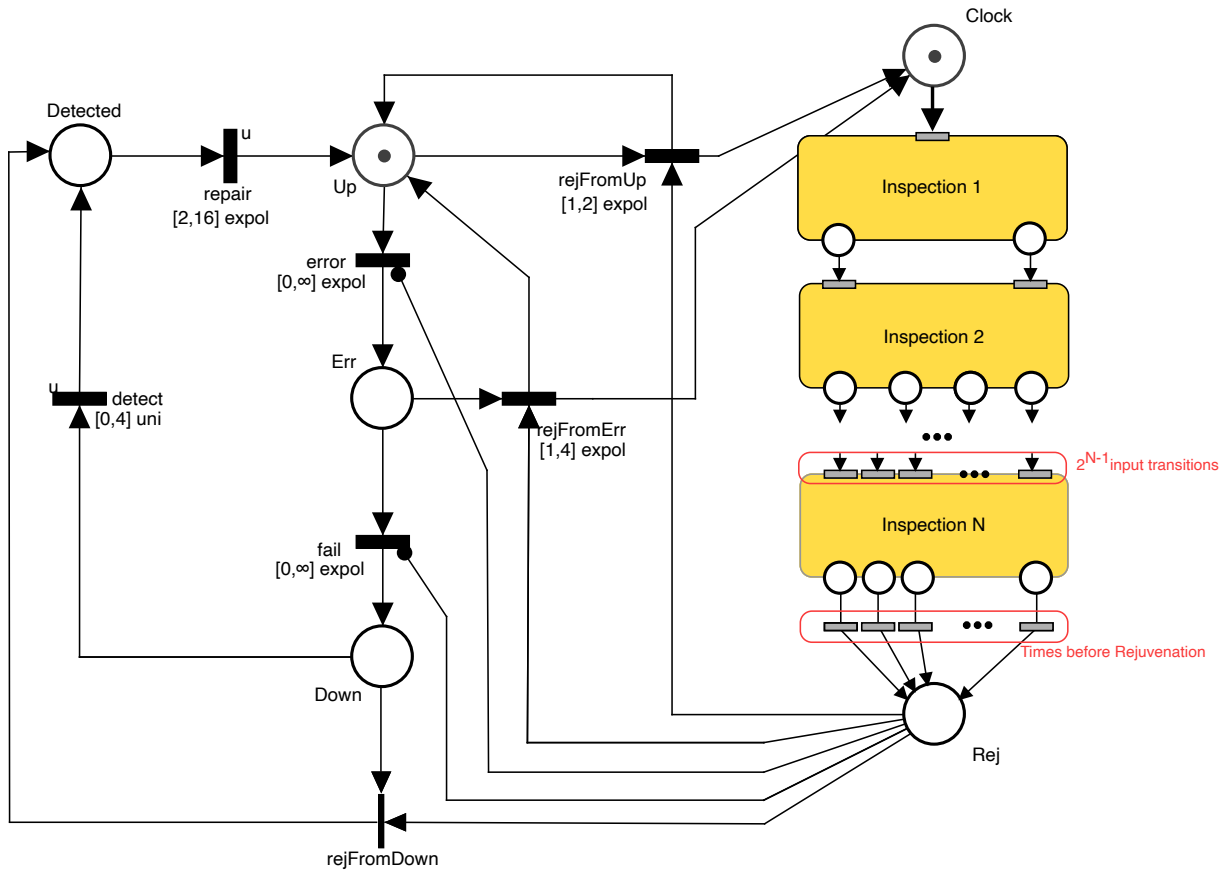 Clock
Detected
u
repair
[2,16] expol
Up
rejFromUp
[1,2] expol
Inspection 1
error
[0,∞] expol
Inspection 2
Err
u
detect
[0,4] uni
rejFromErr
[1,4] expol
•••
2^N-1 input transitions
•••
Inspection N
fail
[0,∞] expol
•••
Times before Rejuvenation
Down
Rej
rejFromDown